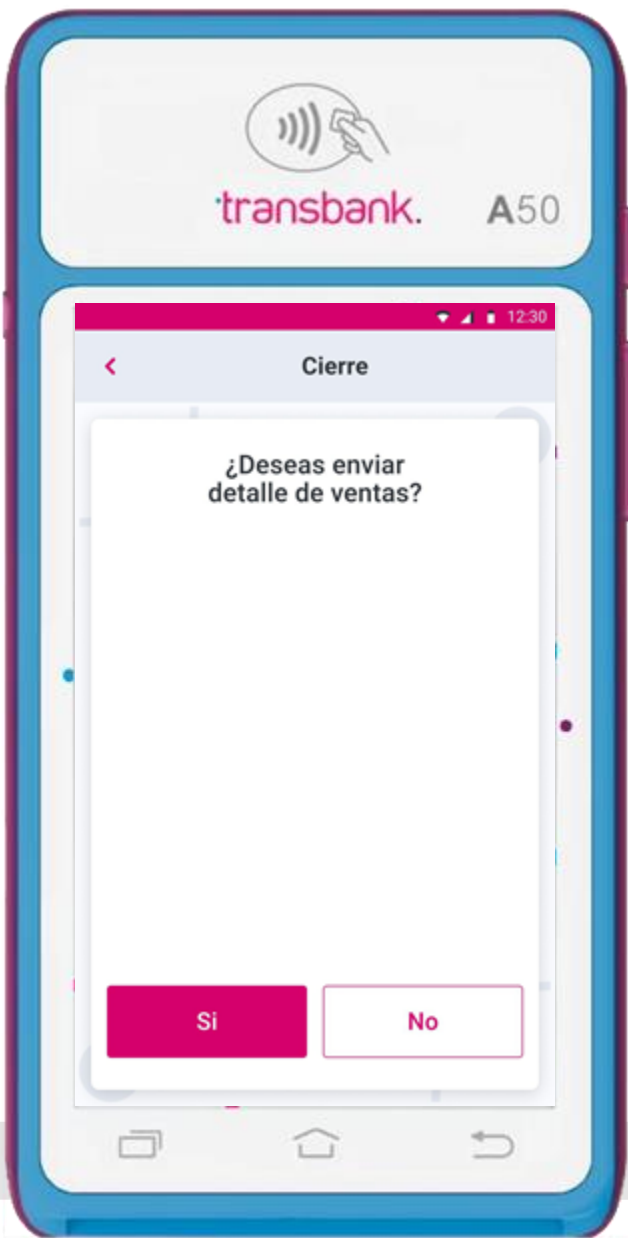 transbank.
A50
12:30
Cierre
¿Deseas enviar
detalle de ventas?
Si
No